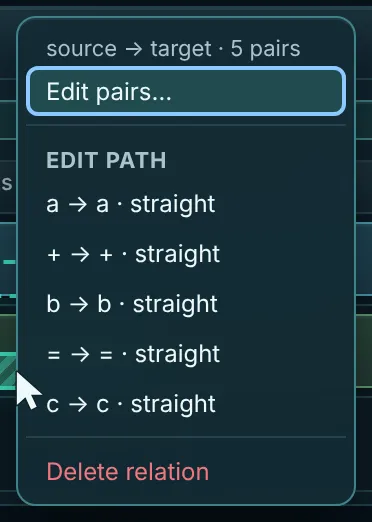 source → target · 5 pairs
Edit pairs...
EDIT PATH
s
a → a · straight
+ → + · straight
b → b · straight
= → = · straight
c → c · straight
Delete relation